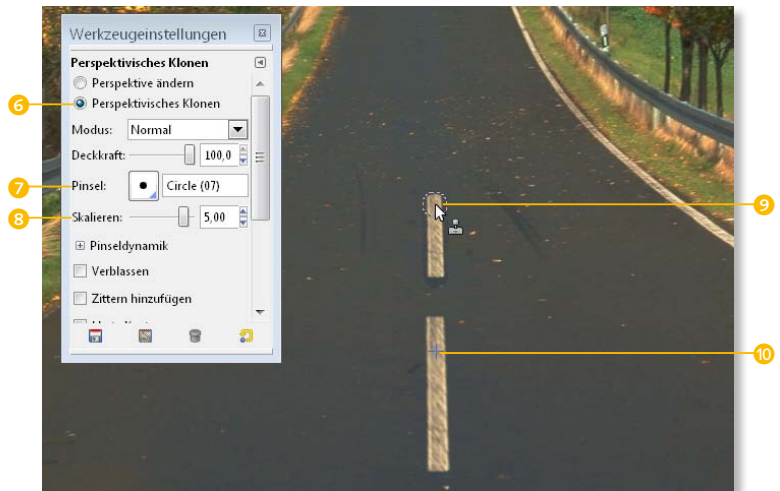 Werkzeugeinstellungen
Perspektivisches Klonen
Perspektive ändern
6 Perspektivisches Klonen
Modus: Normal
Deckkraft: 100,0
7 Pinsel: Circle (07)
8 Skalieren: 5,00
Pinseldynamik
Verblassen
Zittern hinzufügen
9
10